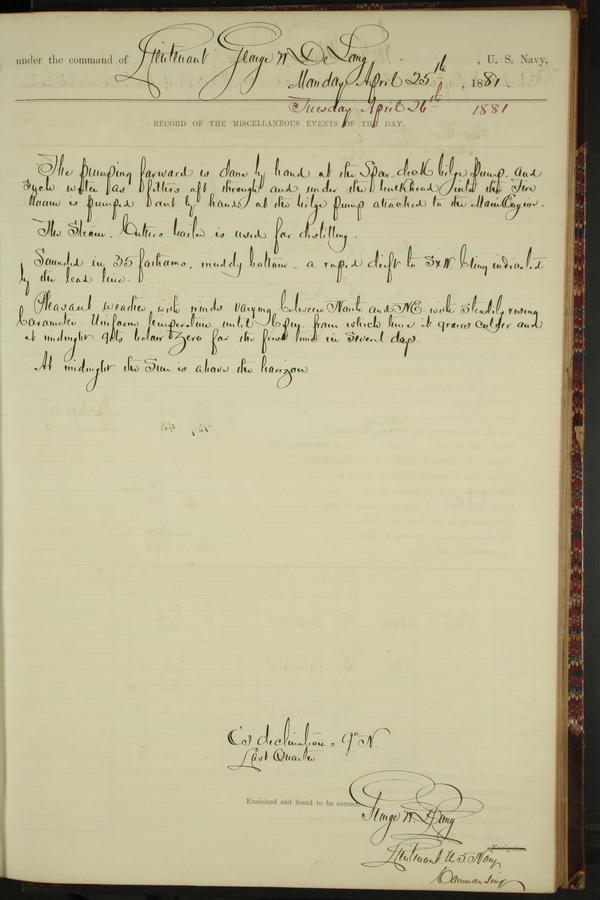 under the command of Lieutenant George W. De Long, U. S. Navy,
Monday April 25th, 1881.
Tuesday April 26th 1881
RECORD OF THE MISCELLANEOUS EVENTS OF THE DAY.
The pumping forward is done by hand at the Spar deck bilge pump, and
such water as filters aft through and under the bulkhead into the Fire
Room is pumped out by hand at the bilge pump attached to the Main Engine.
The Steam Cutters boiler is used for distilling.
Sounded in 35 fathoms, muddy bottom - a rapid drift to SxW being indicated
by the lead line.
Pleasant weather with winds varying between North and NE with steadily rising
barometer. Uniform temperature until 6 p.m. from which time it grows colder and
at midnight gets below zero for the first time in several days.
At midnight the Sun is above the horizon
declination = 9° N.
Last Quarter
Examined and found to be correct.
George W. De Long
Navigator.
Lieutenant U.S. Navy
Commanding